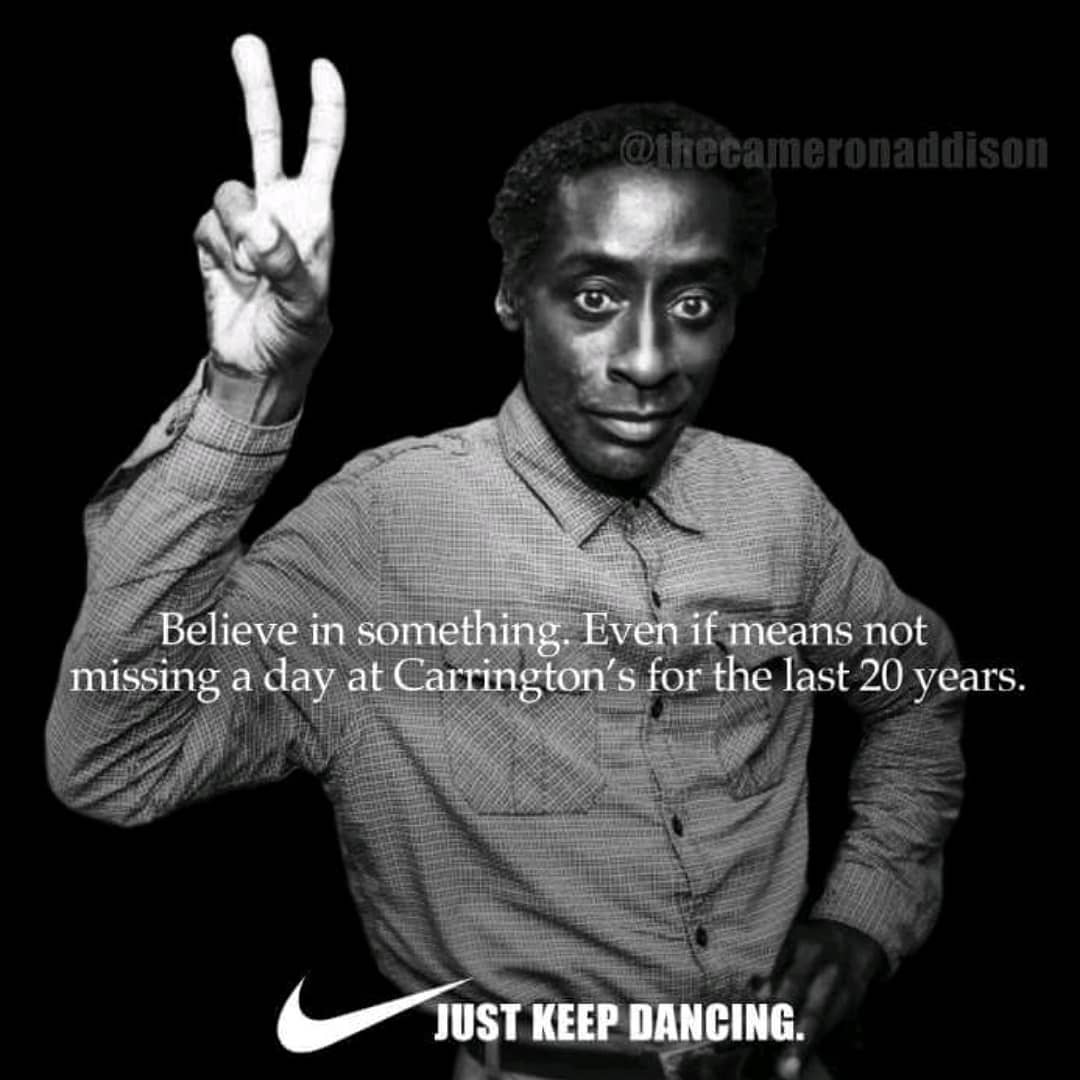 @thecameronaddison
Believe in something. Even if means not
missing a day at Carrington's for the last 20 years.
JUST KEEP DANCING.